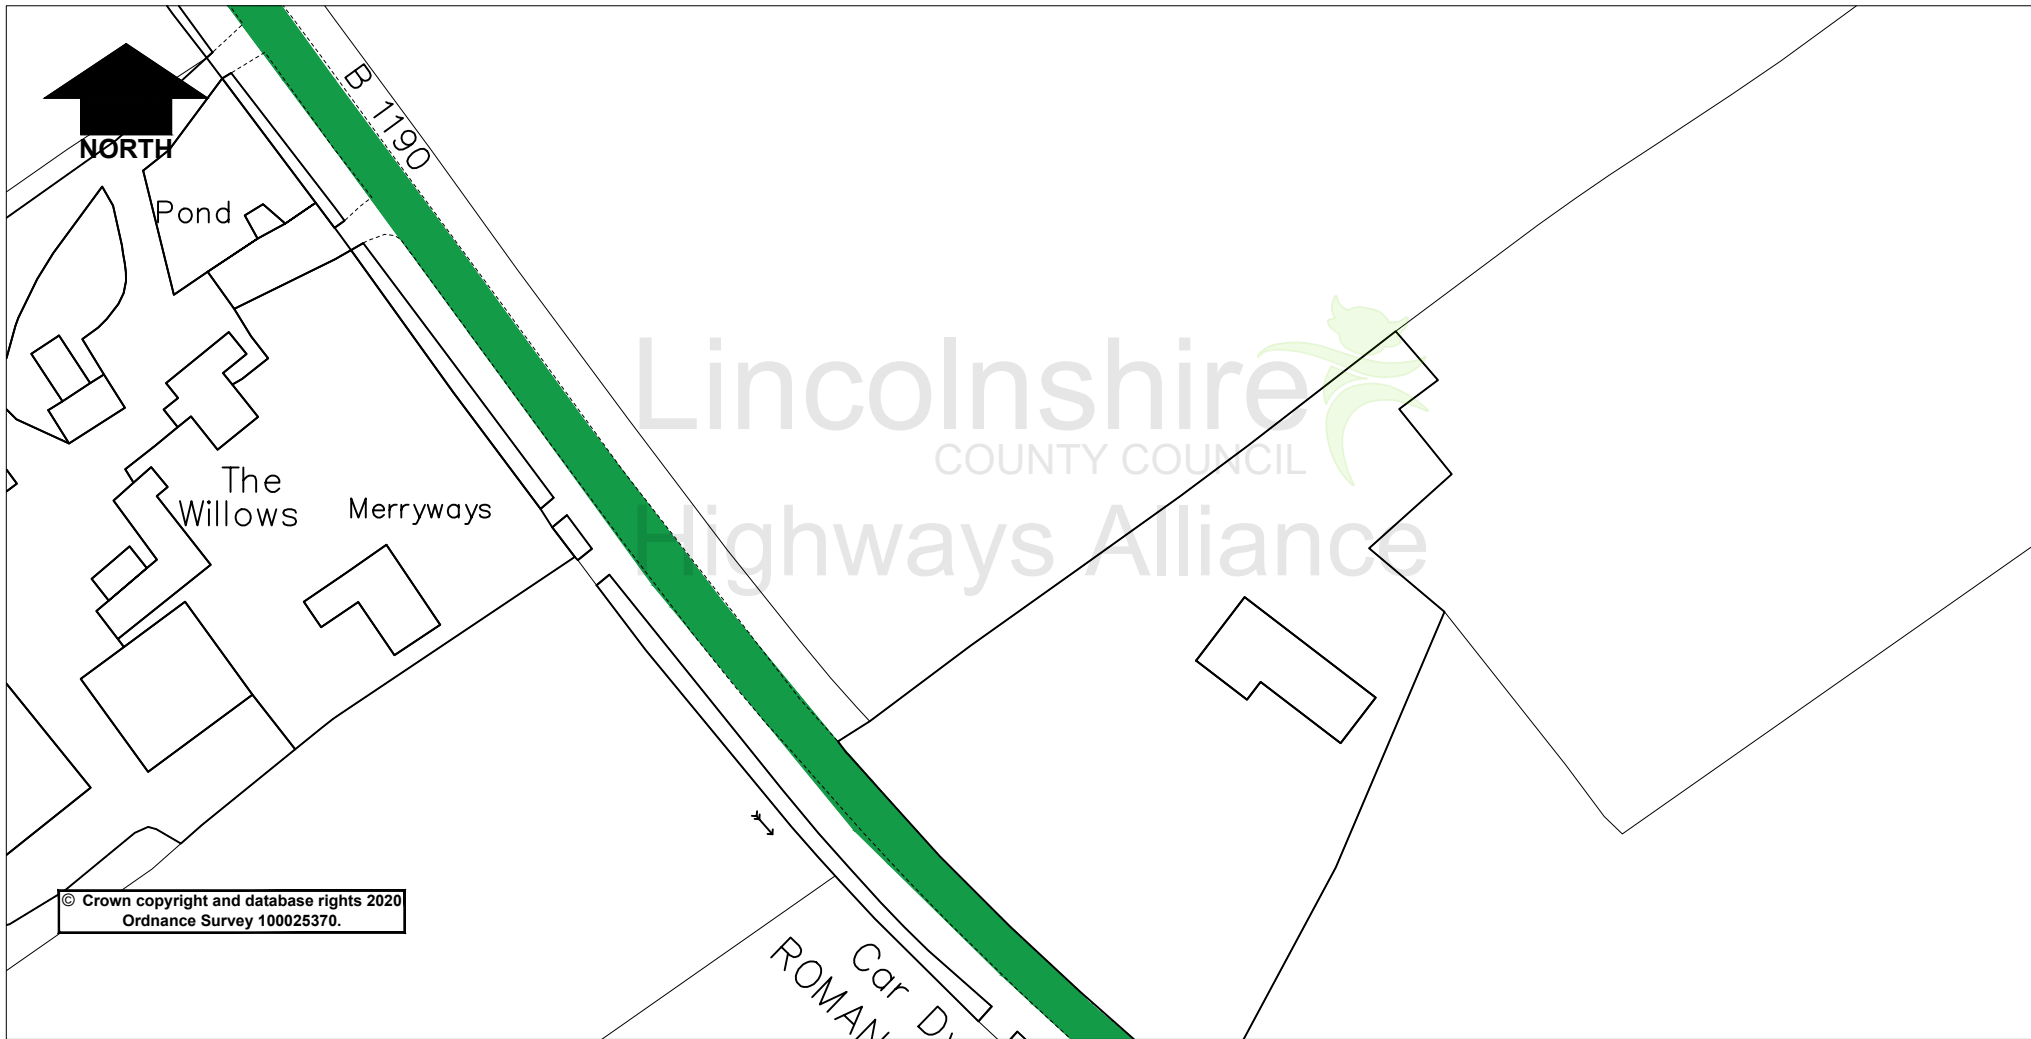 B 1190
NORTH
Pond
Lincolnshire
COUNTY COUNCIL
Highways Alliance
The
Willows
Merryways
© Crown copyright and database rights 2020
Ordnance Survey 100025370.
Car
ROMAN